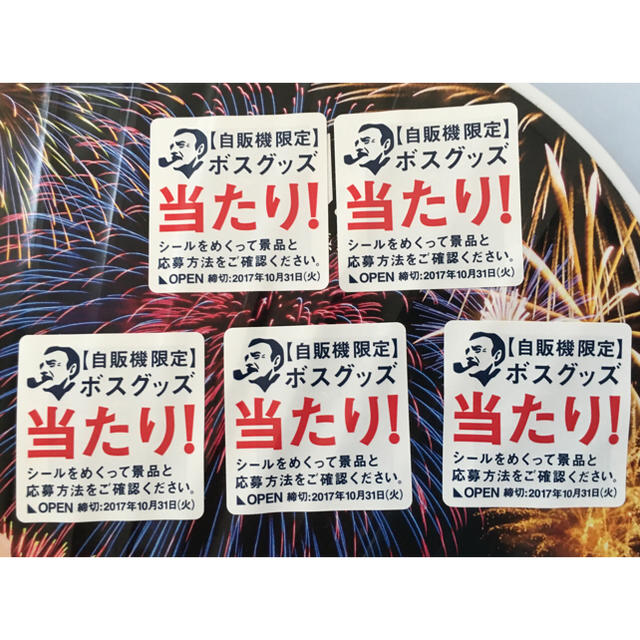 【自販機限定】
ボスグッズ
当たり!
シールをめくって景品と
応募方法をご確認ください。
OPEN 締切:2017年10月31日(火)
【自販機限定】
ボスグッズ
当たり!
シールをめくって景品と
応募方法をご確認ください。
OPEN 締切:2017年10月31日(火)
【自販機限定】
ボスグッズ
当たり!
シールをめくって景品と
応募方法をご確認ください。
OPEN 締切:2017年10月31日(火)
【自販機限定】
ボスグッズ
当たり!
シールをめくって景品と
応募方法をご確認ください。
OPEN 締切:2017年10月31日(火)
【自販機限定】
ボスグッズ
当たり!
シールをめくって景品と
応募方法をご確認ください。
OPEN 締切:2017年10月31日(火)